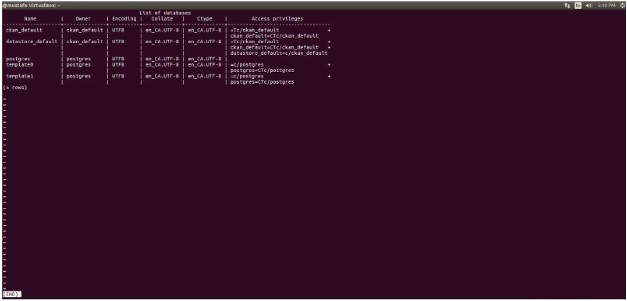 @mustafa-VirtualBox: ~
5:40 PM
List of databases
Name | Owner | Encoding | Collate | Ctype | Access privileges
ckan_default | ckan_default | UTF8 | en_CA.UTF-8 | en_CA.UTF-8 | =Tc/ckan_default +
| | | | | ckan_default=CTc/ckan_default
datastore_default | ckan_default | UTF8 | en_CA.UTF-8 | en_CA.UTF-8 | =Tc/ckan_default +
| | | | | ckan_default=CTc/ckan_default+
| | | | | datastore_default=c/ckan_default
postgres | postgres | UTF8 | en_CA.UTF-8 | en_CA.UTF-8 |
template0 | postgres | UTF8 | en_CA.UTF-8 | en_CA.UTF-8 | =c/postgres +
| | | | | postgres=CTc/postgres
template1 | postgres | UTF8 | en_CA.UTF-8 | en_CA.UTF-8 | =c/postgres +
| | | | | postgres=CTc/postgres
(5 rows)
(END)